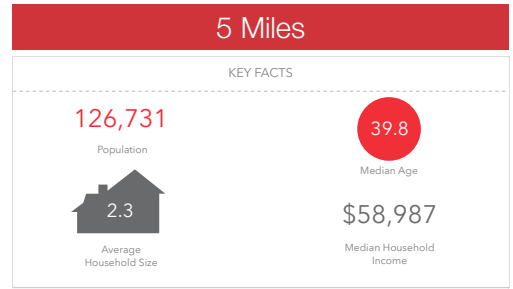 5 Miles
KEY FACTS
126,731
Population
39.8
Median Age
2.3
Average
Household Size
$58,987
Median Household
Income